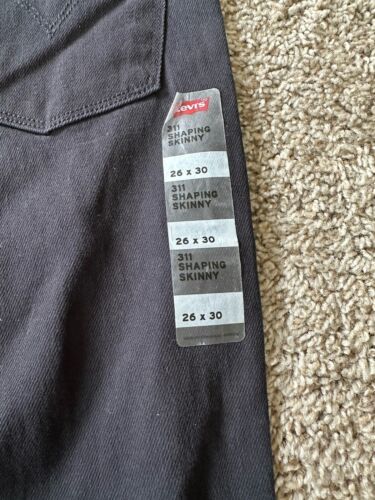 Levi's
311
SHAPING
SKINNY
26 x 30
311
SHAPING
SKINNY
26 x 30
311
SHAPING
SKINNY
26 x 30